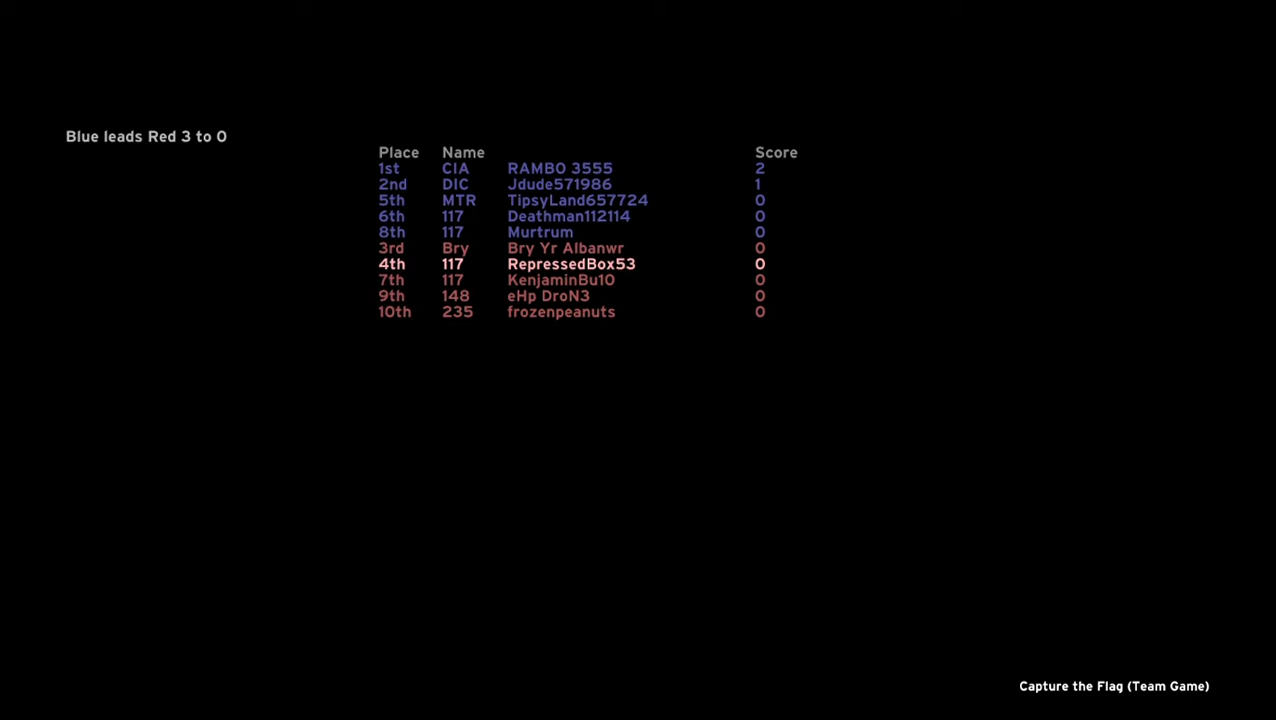 Blue leads Red 3 to 0
Place Name Score
1st CIA RAMBO 3555 2
2nd DIC Jdude571986 1
5th MTR TipsyLand657724 0
6th 117 Deathman112114 0
8th 117 Murtrum 0
3rd Bry Bry Yr Albanwr 0
4th 117 RepressedBox53 0
7th 117 KenjaminBu10 0
9th 148 eHp DroN3 0
10th 235 frozenpeanuts 0
Capture the Flag (Team Game)